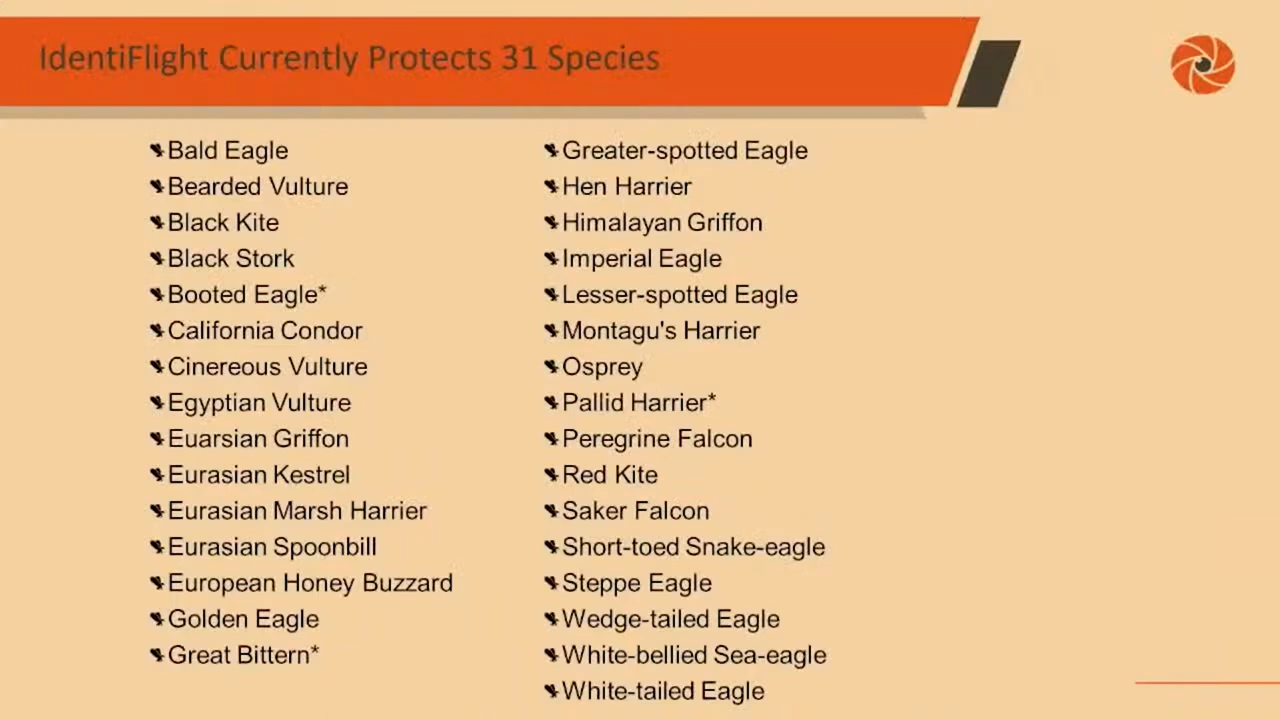 IdentiFlight Currently Protects 31 Species
Bald Eagle
Bearded Vulture
Black Kite
Black Stork
Booted Eagle*
California Condor
Cinereous Vulture
Egyptian Vulture
Euarsian Griffon
Eurasian Kestrel
Eurasian Marsh Harrier
Eurasian Spoonbill
European Honey Buzzard
Golden Eagle
Great Bittern*
Greater-spotted Eagle
Hen Harrier
Himalayan Griffon
Imperial Eagle
Lesser-spotted Eagle
Montagu's Harrier
Osprey
Pallid Harrier*
Peregrine Falcon
Red Kite
Saker Falcon
Short-toed Snake-eagle
Steppe Eagle
Wedge-tailed Eagle
White-bellied Sea-eagle
White-tailed Eagle